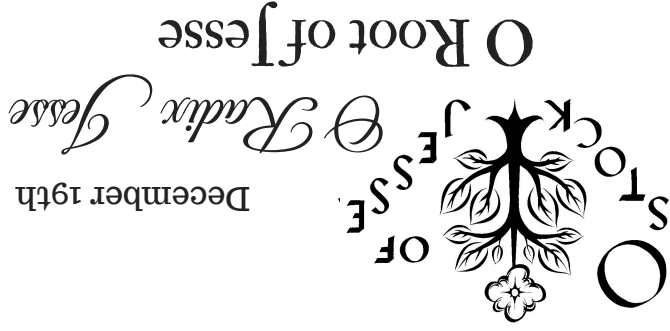 O STOCK
OF JESSE
December 19th
O Radix Jesse
O Root of Jesse